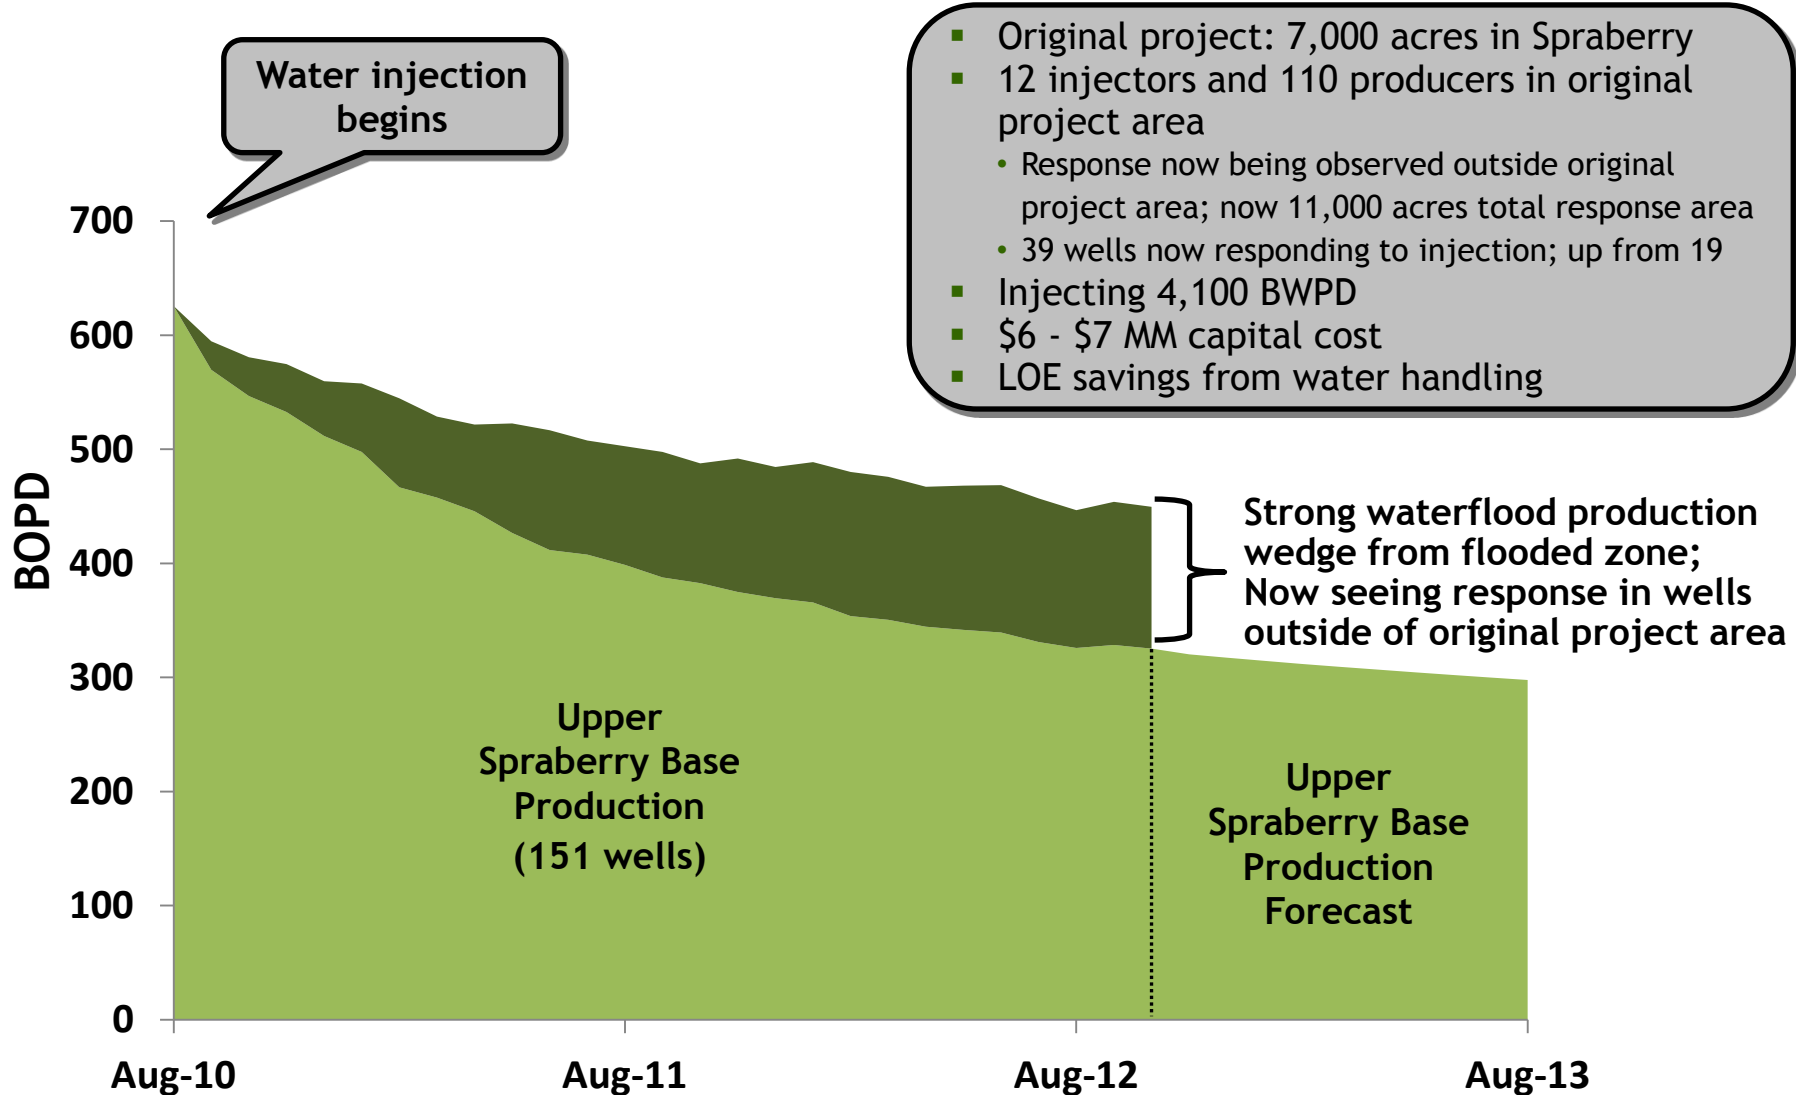 Water injection
begins
▪ Original project: 7,000 acres in Spraberry
▪ 12 injectors and 110 producers in original
project area
• Response now being observed outside original
project area; now 11,000 acres total response area
• 39 wells now responding to injection; up from 19
▪ Injecting 4,100 BWPD
▪ $6 - $7 MM capital cost
▪ LOE savings from water handling
BOPD
700
600
500
400
300
200
100
0
Strong waterflood production
wedge from flooded zone;
Now seeing response in wells
outside of original project area
Upper
Spraberry Base
Production
(151 wells)
Upper
Spraberry Base
Production
Forecast
Aug-10
Aug-11
Aug-12
Aug-13